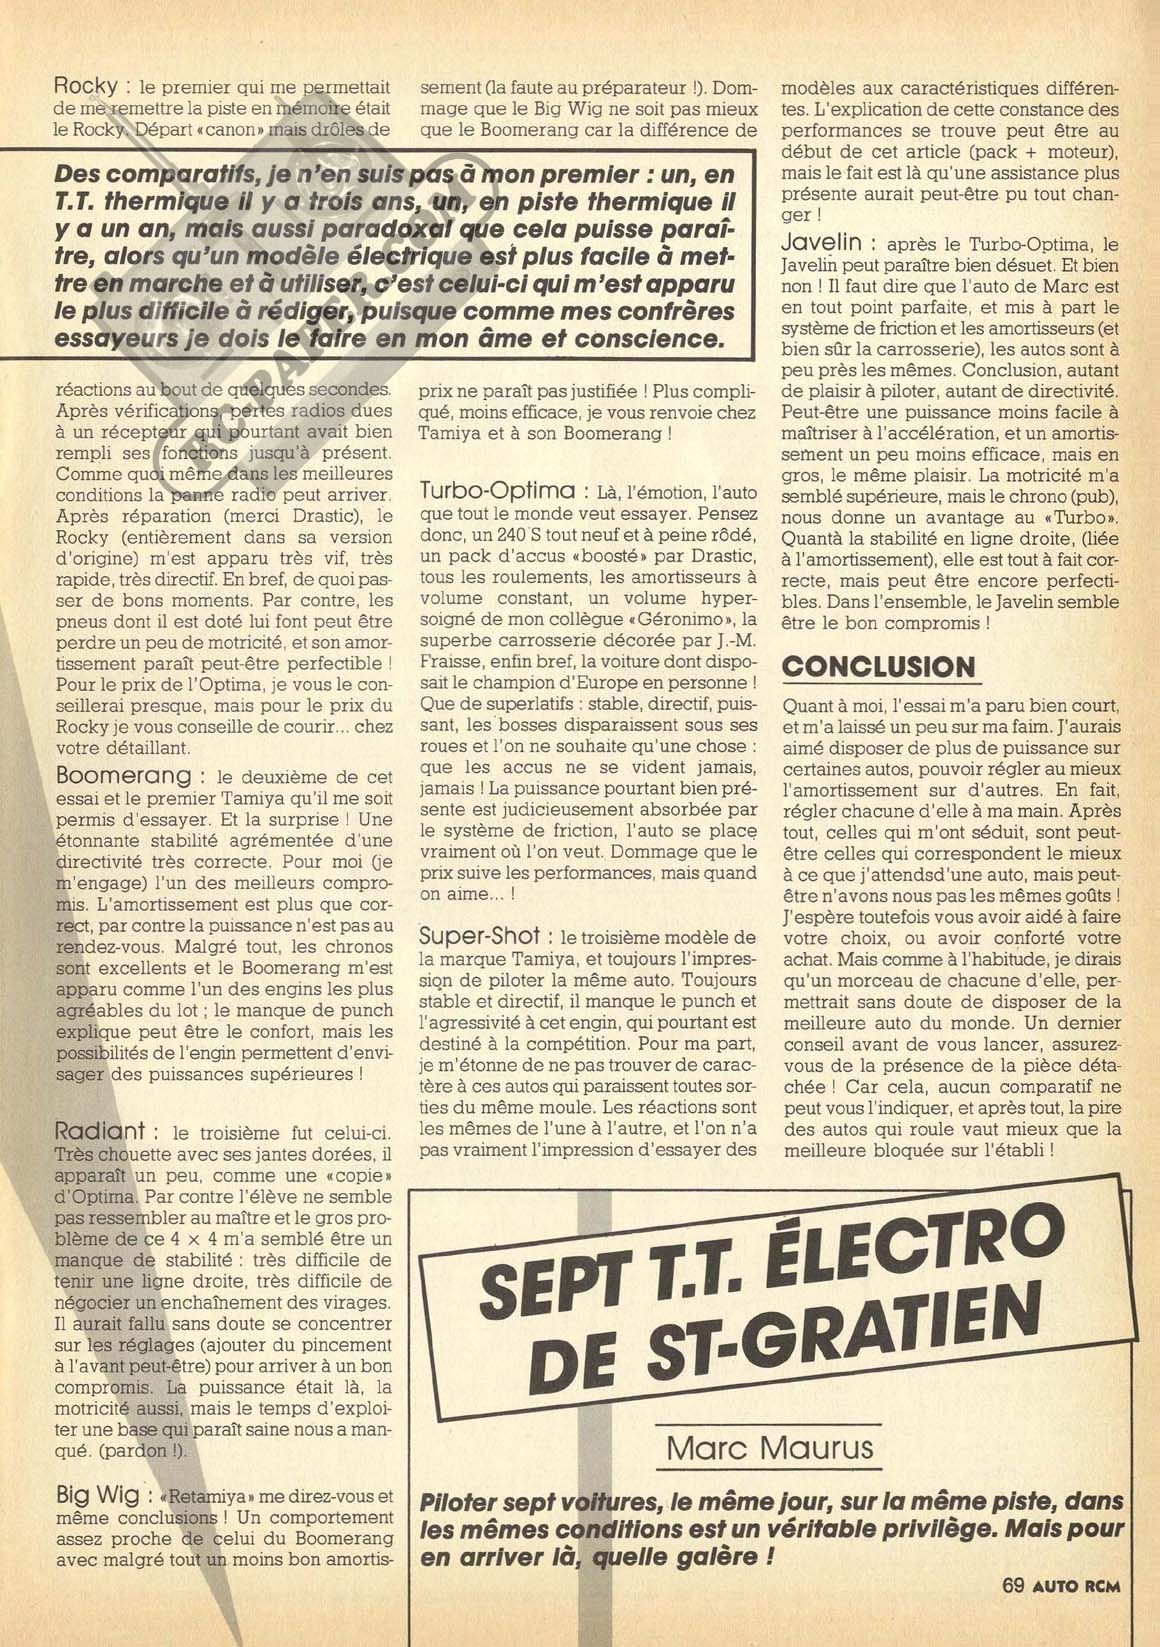 Rocky : le premier qui me permettait
de me remettre la piste en mémoire était
le Rocky. Départ «canon» mais drôles de
sement (la faute au préparateur !). Dom-
mage que le Big Wig ne soit pas mieux
que le Boomerang car la différence de
Des comparatifs, je n'en suis pas à mon premier : un, en
T.T. thermique il y a trois ans, un, en piste thermique il
y a un an, mais aussi paradoxal que cela puisse paraî-
tre, alors qu'un modèle électrique est plus facile à met-
tre en marche et à utiliser, c'est celui-ci qui m'est apparu
le plus difficile à rédiger, puisque comme mes confrères
essayeurs je dois le faire en mon âme et conscience.
réactions au bout de quelques secondes.
Après vérifications, pertes radios dues
à un récepteur qui pourtant avait bien
rempli ses fonctions jusqu'à présent.
Comme quoi même dans les meilleures
conditions la panne radio peut arriver.
Après réparation (merci Drastic), le
Rocky (entièrement dans sa version
d'origine) m'est apparu très vif, très
rapide, très directif. En bref, de quoi pas-
ser de bons moments. Par contre, les
pneus dont il est doté lui font peut être
perdre un peu de motricité, et son amor-
tissement paraît peut-être perfectible !
Pour le prix de l'Optima, je vous le con-
seillerai presque, mais pour le prix du
Rocky je vous conseille de courir... chez
votre détaillant.
Boomerang : le deuxième de cet
essai et le premier Tamiya qu'il me soit
permis d'essayer. Et la surprise ! Une
étonnante stabilité agrémentée d'une
directivité très correcte. Pour moi (je
m'engage) l'un des meilleurs compro-
mis. L'amortissement est plus que cor-
rect, par contre la puissance n'est pas au
rendez-vous. Malgré tout, les chronos
sont excellents et le Boomerang m'est
apparu comme l'un des engins les plus
agréables du lot ; le manque de punch
explique peut être le confort, mais les
possibilités de l'engin permettent d'envi-
sager des puissances supérieures !
Radiant : le troisième fut celui-ci.
Très chouette avec ses jantes dorées, il
apparaît un peu, comme une «copie»
d'Optima. Par contre l'élève ne semble
pas ressembler au maître et le gros pro-
blème de ce 4 × 4 m'a semblé être un
manque de stabilité : très difficile de
tenir une ligne droite, très difficile de
négocier un enchaînement des virages.
Il aurait fallu sans doute se concentrer
sur les réglages (ajouter du pincement
à l'avant peut-être) pour arriver à un bon
compromis. La puissance était là, la
motricité aussi, mais le temps d'exploi-
ter une base qui paraît saine nous a man-
qué. (pardon !).
Big Wig : «Retamiya» me direz-vous et
même conclusions ! Un comportement
assez proche de celui du Boomerang
avec malgré tout un moins bon amortis-
prix ne paraît pas justifiée ! Plus compli-
qué, moins efficace, je vous renvoie chez
Tamiya et à son Boomerang !
Turbo-Optima : Là, l'émotion, l'auto
que tout le monde veut essayer. Pensez
donc, un 240 S tout neuf et à peine rôdé,
un pack d'accus «boosté» par Drastic,
tous les roulements, les amortisseurs à
volume constant, un volume hyper-
soigné de mon collègue «Géronimo», la
superbe carrosserie décorée par J.-M.
Fraisse, enfin bref, la voiture dont dispo-
sait le champion d'Europe en personne !
Que de superlatifs : stable, directif, puis-
sant, les bosses disparaissent sous ses
roues et l'on ne souhaite qu'une chose :
que les accus ne se vident jamais,
jamais ! La puissance pourtant bien pré-
sente est judicieusement absorbée par
le système de friction, l'auto se place
vraiment où l'on veut. Dommage que le
prix suive les performances, mais quand
on aime... !
Super-Shot : le troisième modèle de
la marque Tamiya, et toujours l'impres-
sion de piloter la même auto. Toujours
stable et directif, il manque le punch et
l'agressivité à cet engin, qui pourtant est
destiné à la compétition. Pour ma part,
je m'étonne de ne pas trouver de carac-
tère à ces autos qui paraissent toutes sor-
ties du même moule. Les réactions sont
les mêmes de l'une à l'autre, et l'on n'a
pas vraiment l'impression d'essayer des
modèles aux caractéristiques différen-
tes. L'explication de cette constance des
performances se trouve peut être au
début de cet article (pack + moteur),
mais le fait est là qu'une assistance plus
présente aurait peut-être pu tout chan-
ger !
Javelin : après le Turbo-Optima, le
Javelin peut paraître bien désuet. Et bien
non ! Il faut dire que l'auto de Marc est
en tout point parfaite, et mis à part le
système de friction et les amortisseurs (et
bien sûr la carrosserie), les autos sont à
peu près les mêmes. Conclusion, autant
de plaisir à piloter, autant de directivité.
Peut-être une puissance moins facile à
maîtriser à l'accélération, et un amortis-
sement un peu moins efficace, mais en
gros, le même plaisir. La motricité m'a
semblé supérieure, mais le chrono (pub),
nous donne un avantage au «Turbo».
Quantà la stabilité en ligne droite, (liée
à l'amortissement), elle est tout à fait cor-
recte, mais peut être encore perfecti-
bles. Dans l'ensemble, le Javelin semble
être le bon compromis !
CONCLUSION
Quant à moi, l'essai m'a paru bien court,
et m'a laissé un peu sur ma faim. J'aurais
aimé disposer de plus de puissance sur
certaines autos, pouvoir régler au mieux
l'amortissement sur d'autres. En fait,
régler chacune d'elle à ma main. Après
tout, celles qui m'ont séduit, sont peut-
être celles qui correspondent le mieux
à ce que j'attendsd'une auto, mais peut-
être n'avons nous pas les mêmes goûts !
J'espère toutefois vous avoir aidé à faire
votre choix, ou avoir conforté votre
achat. Mais comme à l'habitude, je dirais
qu'un morceau de chacune d'elle, per-
mettrait sans doute de disposer de la
meilleure auto du monde. Un dernier
conseil avant de vous lancer, assurez-
vous de la présence de la pièce déta-
chée ! Car cela, aucun comparatif ne
peut vous l'indiquer, et après tout, la pire
des autos qui roule vaut mieux que la
meilleure bloquée sur l'établi !
SEPT T.T. ÉLECTRO
DE ST-GRATIEN
Marc Maurus
Piloter sept voitures, le même jour, sur la même piste, dans
les mêmes conditions est un véritable privilège. Mais pour
en arriver là, quelle galère !
69 AUTO RCM
RC-PAPER.COM